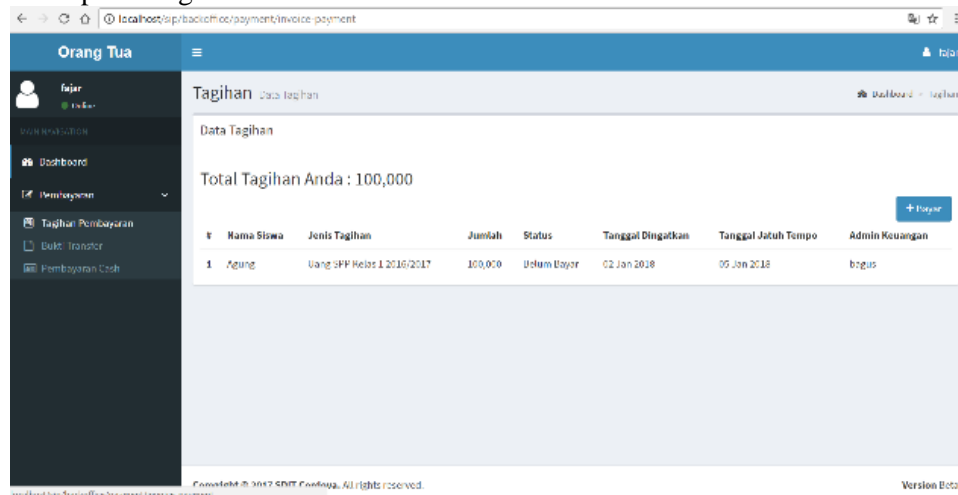 localhost/sip/backoffice/payment/invoice-payment
Orang Tua
fajar
fajar
Online
MAIN NAVIGATION
Dashboard
Pembayaran
Tagihan Pembayaran
Bukti Transfer
Pembayaran Cash
Tagihan Data Tagihan
Dashboard > Tagihan
Data Tagihan
Total Tagihan Anda : 100,000
+ Bayar
# Nama Siswa Jenis Tagihan Jumlah Status Tanggal Diingatkan Tanggal Jatuh Tempo Admin Keuangan
1 Agung Uang SPP Kelas 1 2016/2017 100,000 Belum Bayar 02 Jan 2018 05 Jan 2018 bagus
Copyright © 2017 SDIT Cordova. All rights reserved.
Version Beta